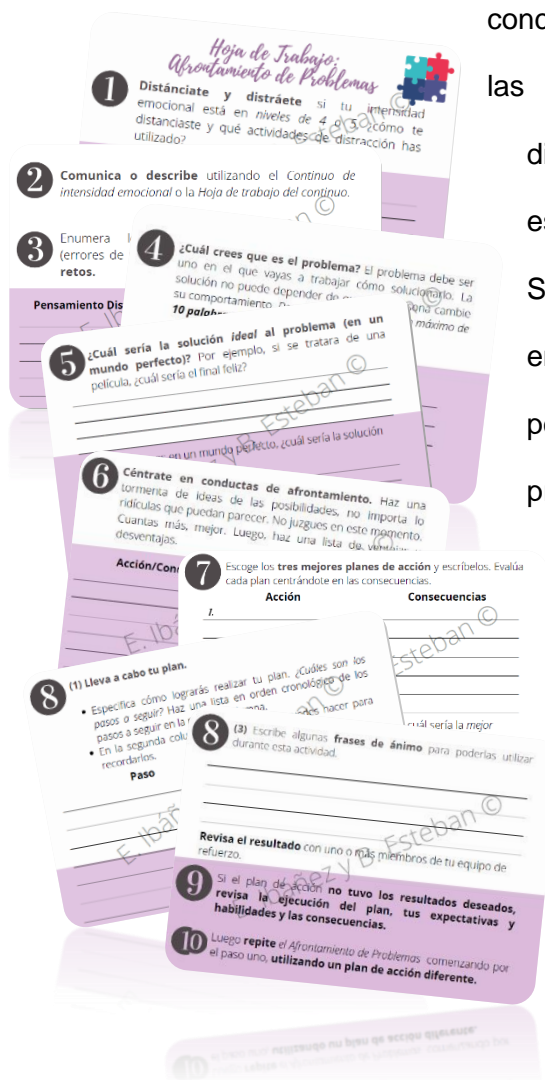 Hoja de Trabajo:
Afrontamiento de Problemas
1 Distánciate y distráete si tu intensidad
emocional está en niveles de 4 o 5. ¿cómo te
distanciaste y qué actividades de distracción has
utilizado?
2 Comunica o describe utilizando el Continuo de
intensidad emocional o la Hoja de trabajo del continuo.
3 Enumera
(errores de
retos.
Pensamiento Dis
4 ¿Cuál crees que es el problema? El problema debe ser
uno en el que vayas a trabajar cómo solucionarlo. La
solución no puede depender de que cambie
su comportamiento. máximo de
10 palabr
5 ¿Cuál sería la solución ideal al problema (en un
mundo perfecto)? Por ejemplo, si se tratara de una
película, ¿cuál sería el final feliz?
en un mundo perfecto, ¿cuál sería la solución
6 Céntrate en conductas de afrontamiento. Haz una
tormenta de ideas de las posibilidades, no importa lo
ridículas que puedan parecer. No juzgues en este momento.
Cuantas más, mejor. Luego, haz una lista de ventajas
desventajas.
Acción/Con
7 Escoge los tres mejores planes de acción y escríbelos. Evalúa
cada plan centrándote en las consecuencias.
Acción Consecuencias
1.
cuál sería la mejor
8 (1) Lleva a cabo tu plan.
• Especifica cómo lograrás realizar tu plan. ¿Cuáles son los
pasos a seguir? Haz una lista en orden cronológico de los
pasos a seguir en la hacer para
• En la segunda colu
recordarlos.
Paso
8 (3) Escribe algunas frases de ánimo para poderlas utilizar
durante esta actividad.
Revisa el resultado con uno o más miembros de tu equipo de
refuerzo.
9 Si el plan de acción no tuvo los resultados deseados,
revisa la ejecución del plan, tus expectativas y
habilidades y las consecuencias.
10 Luego repite el Afrontamiento de Problemas comenzando por
el paso uno, utilizando un plan de acción diferente.
E. Ibáñez y B. Esteban ©
conc
las
di
es
S
en
pe
p